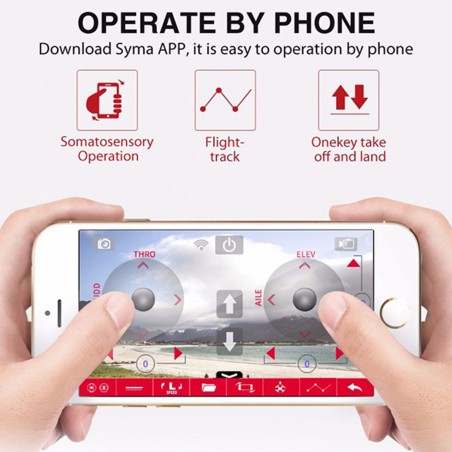 OPERATE BY PHONE
Download Syma APP, it is easy to operation by phone
Somatosensory
Operation
Flight-
track
Onekey take
off and land
THRO
ELEV
AILE
0
0
H
M
L
SPEED